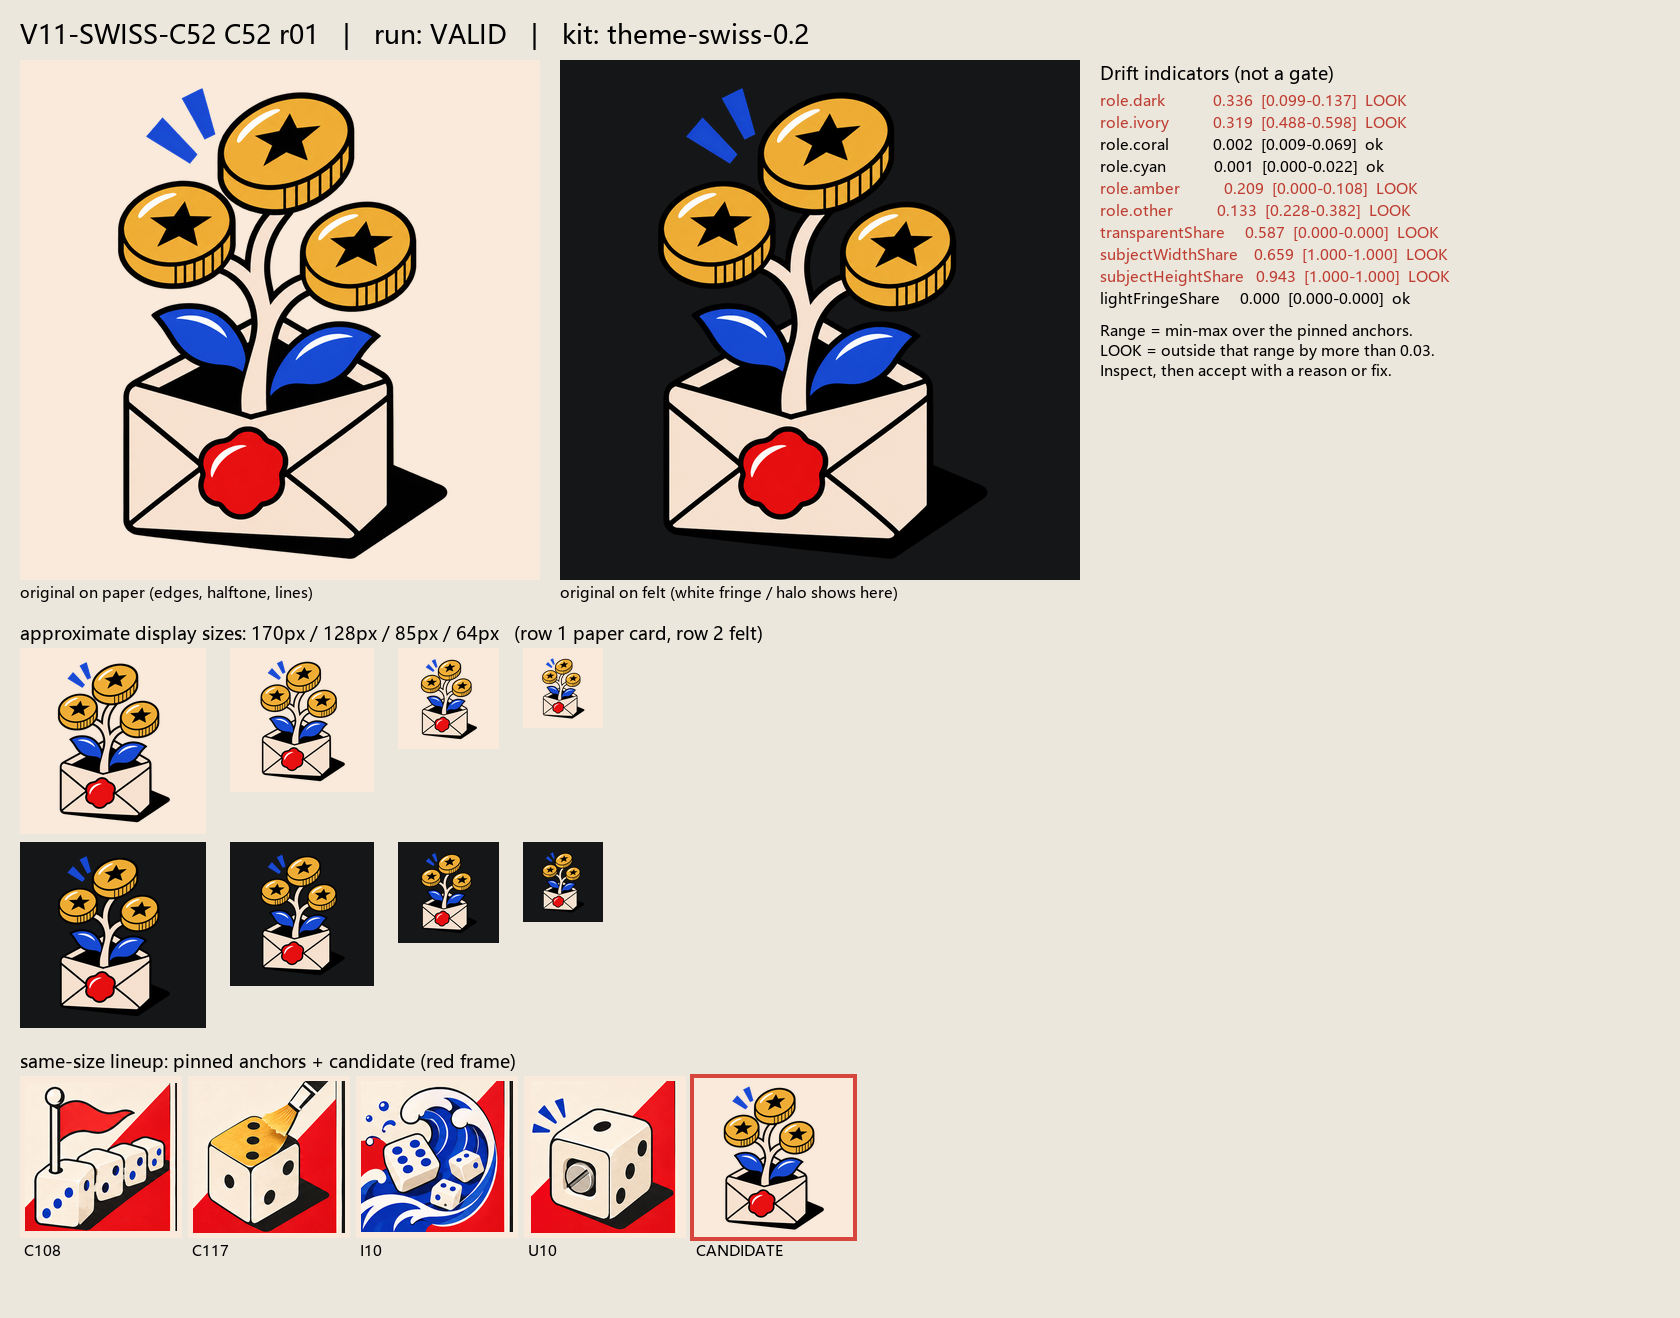 V11-SWISS-C52 C52 r01 | run: VALID | kit: theme-swiss-0.2
Drift indicators (not a gate)
role.dark 0.336 [0.099-0.137] LOOK
role.ivory 0.319 [0.488-0.598] LOOK
role.coral 0.002 [0.009-0.069] ok
role.cyan 0.001 [0.000-0.022] ok
role.amber 0.209 [0.000-0.108] LOOK
role.other 0.133 [0.228-0.382] LOOK
transparentShare 0.587 [0.000-0.000] LOOK
subjectWidthShare 0.659 [1.000-1.000] LOOK
subjectHeightShare 0.943 [1.000-1.000] LOOK
lightFringeShare 0.000 [0.000-0.000] ok
Range = min-max over the pinned anchors.
LOOK = outside that range by more than 0.03.
Inspect, then accept with a reason or fix.
original on paper (edges, halftone, lines)
original on felt (white fringe / halo shows here)
approximate display sizes: 170px / 128px / 85px / 64px (row 1 paper card, row 2 felt)
same-size lineup: pinned anchors + candidate (red frame)
C108
C117
I10
U10
CANDIDATE